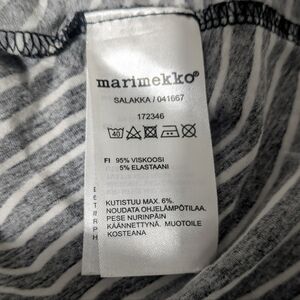 marimekko®
SALAKKA / 041667
172346
40
FI 95% VISKOOSI
5% ELASTAANI
KUTISTUU MAX. 6%.
NOUDATA OHJELÄMPÖTILAA.
PESE NURINPÄIN
KÄÄNNETTYNÄ. MUOTOILE
KOSTEANA